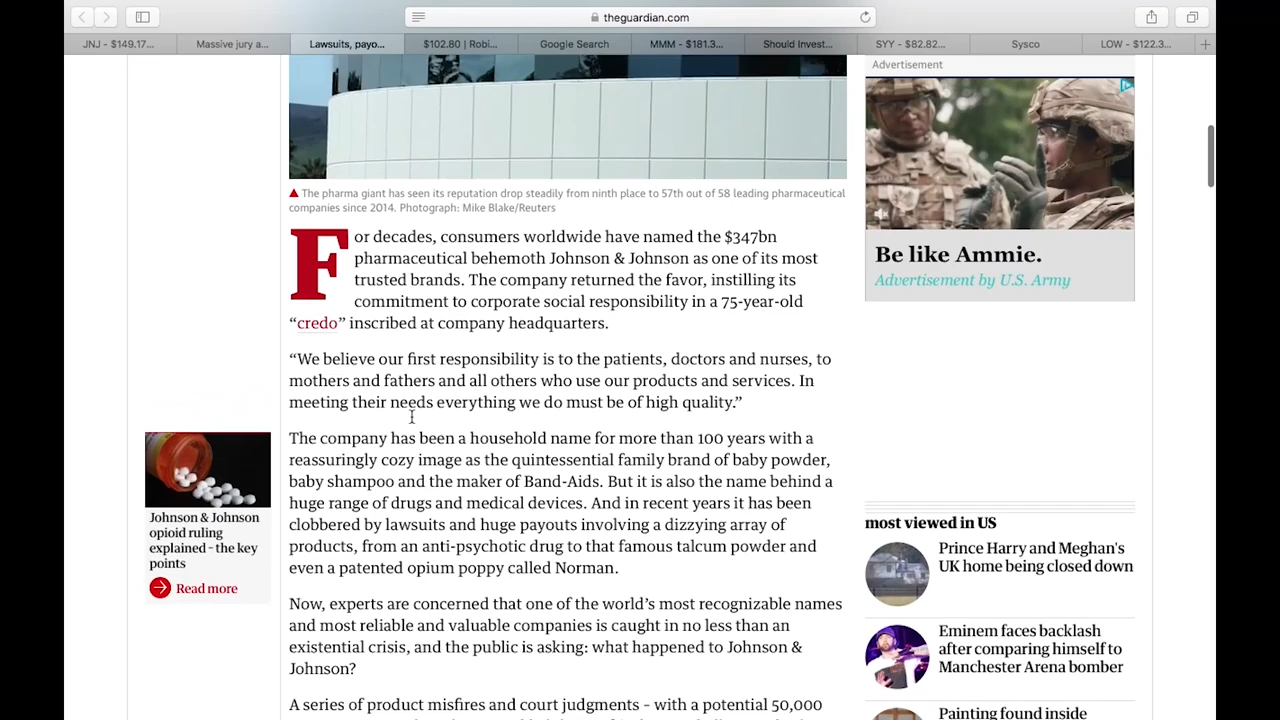 theguardian.com
JNJ - $149.17...
Massive jury a...
Lawsuits, payo...
$102.80 | Robi...
Google Search
MMM - $181.3...
Should Invest...
SYY - $82.82...
Sysco
LOW - $122.3...
Advertisement
The pharma giant has seen its reputation drop steadily from ninth place to 57th out of 58 leading pharmaceutical
companies since 2014. Photograph: Mike Blake/Reuters
For decades, consumers worldwide have named the $347bn
pharmaceutical behemoth Johnson & Johnson as one of its most
trusted brands. The company returned the favor, instilling its
commitment to corporate social responsibility in a 75-year-old
“credo” inscribed at company headquarters.
“We believe our first responsibility is to the patients, doctors and nurses, to
mothers and fathers and all others who use our products and services. In
meeting their needs everything we do must be of high quality.”
The company has been a household name for more than 100 years with a
reassuringly cozy image as the quintessential family brand of baby powder,
baby shampoo and the maker of Band-Aids. But it is also the name behind a
huge range of drugs and medical devices. And in recent years it has been
clobbered by lawsuits and huge payouts involving a dizzying array of
products, from an anti-psychotic drug to that famous talcum powder and
even a patented opium poppy called Norman.
Now, experts are concerned that one of the world’s most recognizable names
and most reliable and valuable companies is caught in no less than an
existential crisis, and the public is asking: what happened to Johnson &
Johnson?
A series of product misfires and court judgments – with a potential 50,000
Johnson & Johnson
opioid ruling
explained – the key
points
Read more
Be like Ammie.
Advertisement by U.S. Army
most viewed in US
Prince Harry and Meghan's
UK home being closed down
Eminem faces backlash
after comparing himself to
Manchester Arena bomber
Painting found inside